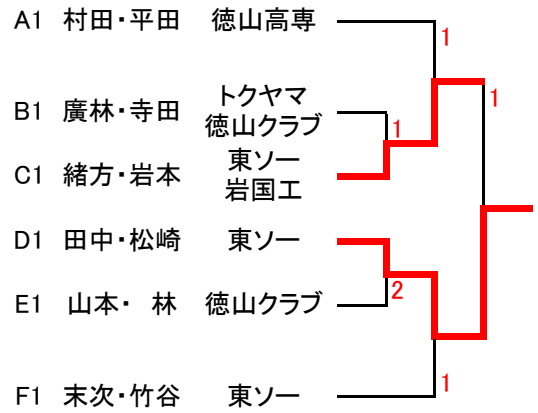 A1 村田・平田 徳山高専
1
B1 廣林・寺田 トクヤマ
徳山クラブ
1
1
C1 緒方・岩本 東ソー
岩国工
D1 田中・松崎 東ソー
2
E1 山本・ 林 徳山クラブ
1
F1 末次・竹谷 東ソー